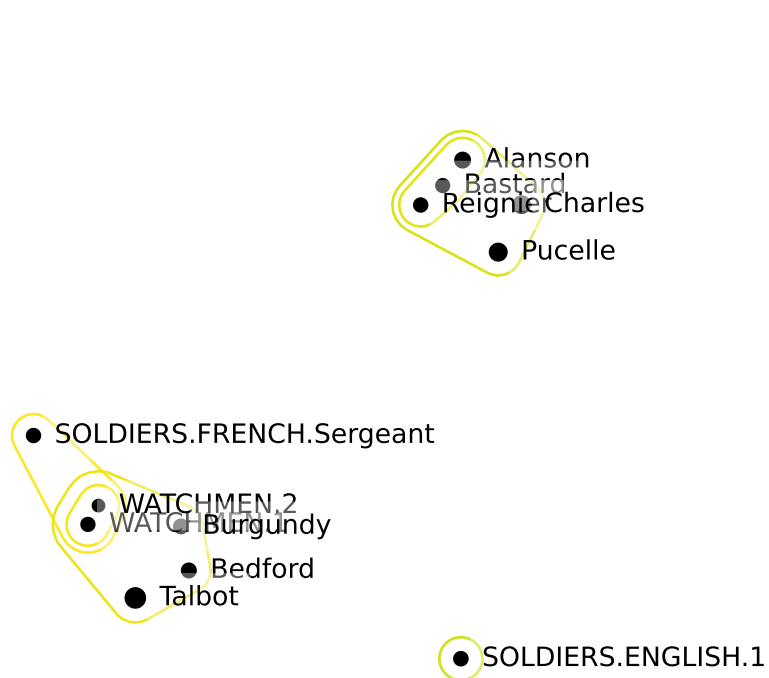 Alanson
Bastard
Reignier
Charles
Pucelle
SOLDIERS.FRENCH.Sergeant
WATCHMEN.2
WATCHMEN.1
Burgundy
Bedford
Talbot
SOLDIERS.ENGLISH.1